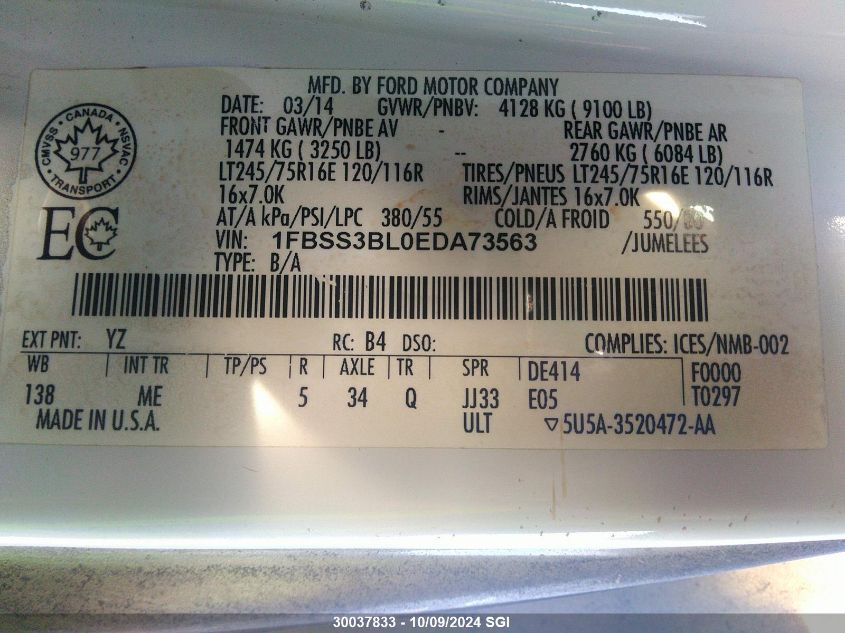 MFD. BY FORD MOTOR COMPANY
DATE: 03/14 GVWR/PNBV: 4128 KG ( 9100 LB)
FRONT GAWR/PNBE AV - REAR GAWR/PNBE AR
1474 KG ( 3250 LB) -- 2760 KG ( 6084 LB)
LT245/75R16E 120/116R TIRES/PNEUS LT245/75R16E 120/116R
16x7.0K RIMS/JANTES 16x7.0K
AT/A kPa/PSI/LPC 380/55 COLD/A FROID 550/80
VIN: 1FBSS3BL0EDA73563 /JUMELEES
TYPE: B/A
CMVSS CANADA NSVAC
977
TRANSPORT
EC
EXT PNT: YZ RC: B4 DSO: COMPLIES: ICES/NMB-002
WB INT TR TP/PS R AXLE TR SPR DE414 F0000
138 ME 5 34 Q JJ33 E05 T0297
MADE IN U.S.A. ULT 5U5A-3520472-AA
30037833 - 10/09/2024 SGI